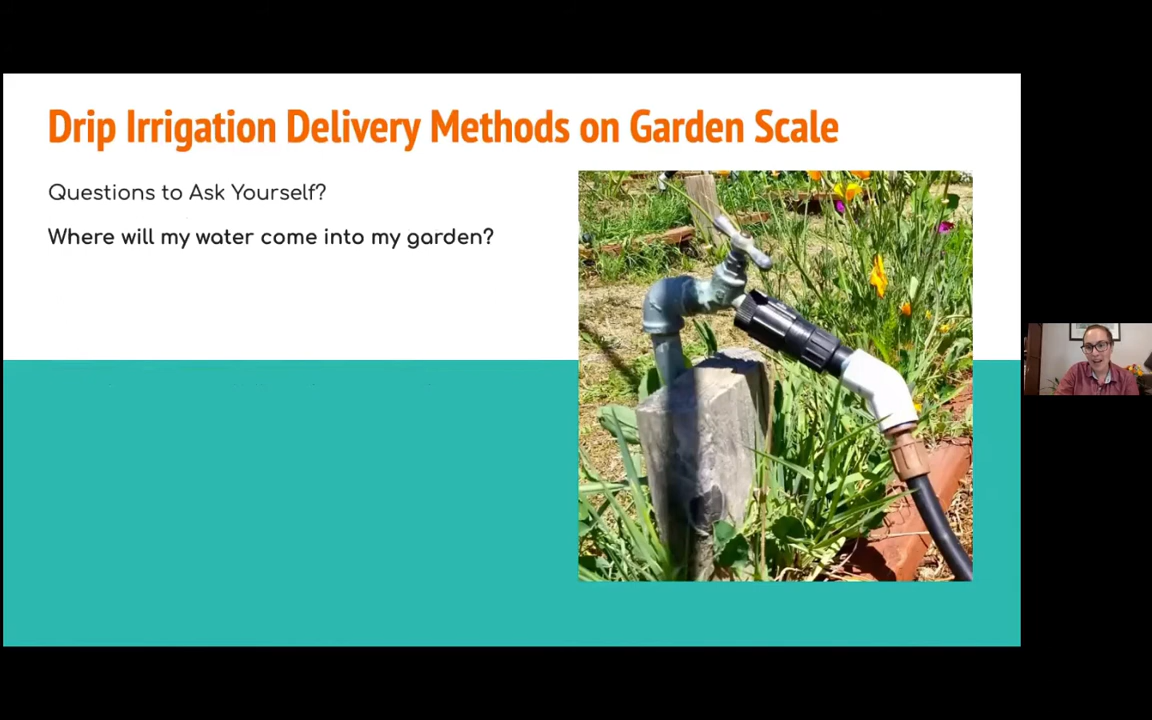 Drip Irrigation Delivery Methods on Garden Scale
Questions to Ask Yourself?
Where will my water come into my garden?